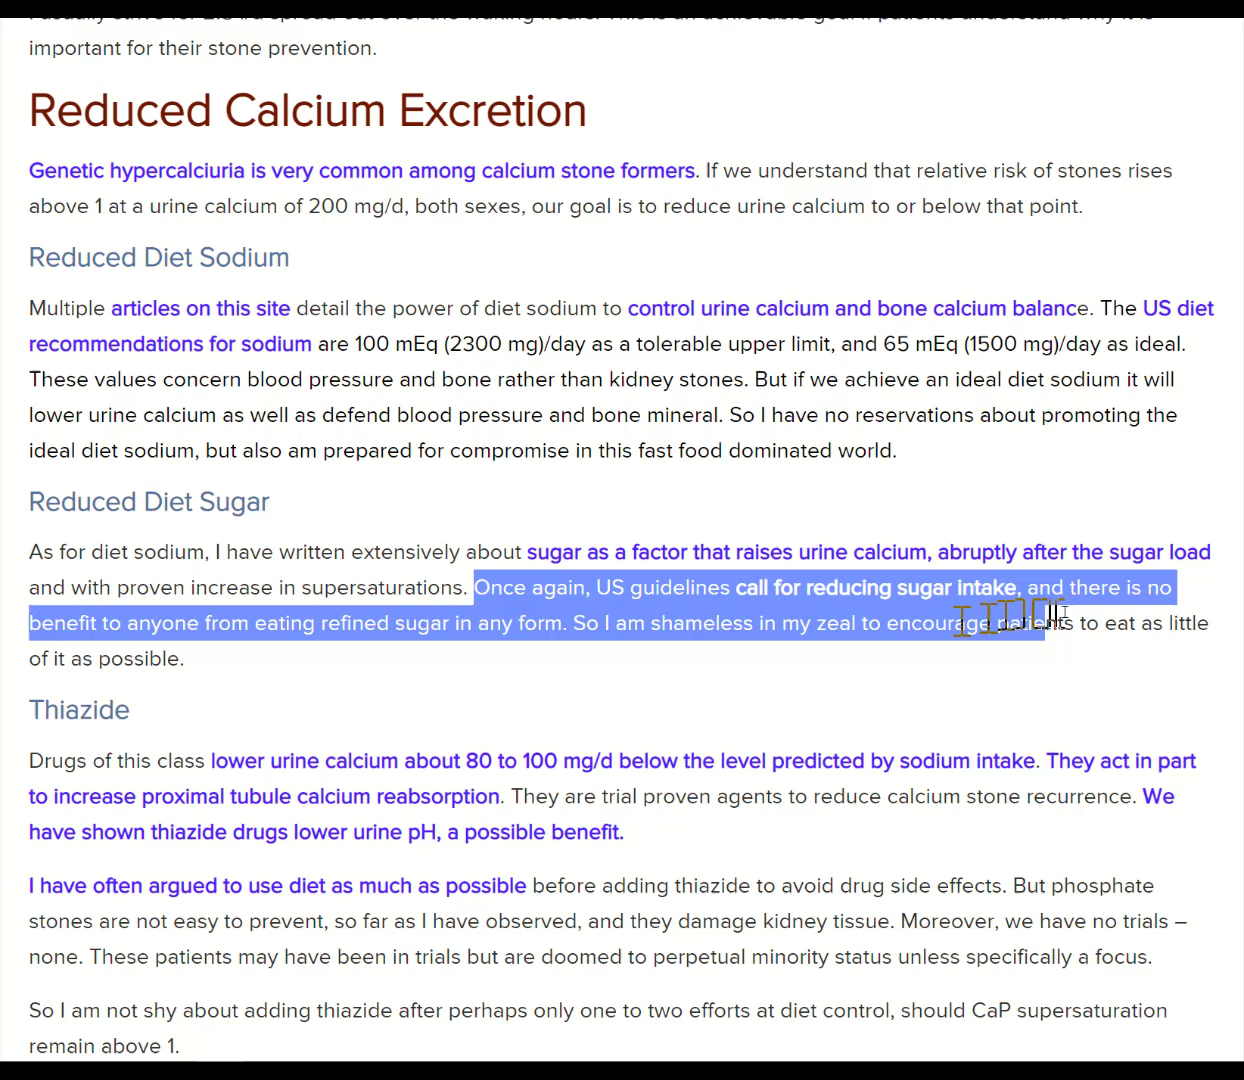 important for their stone prevention.
Reduced Calcium Excretion
Genetic hypercalciuria is very common among calcium stone formers. If we understand that relative risk of stones rises
above 1 at a urine calcium of 200 mg/d, both sexes, our goal is to reduce urine calcium to or below that point.
Reduced Diet Sodium
Multiple articles on this site detail the power of diet sodium to control urine calcium and bone calcium balance. The US diet
recommendations for sodium are 100 mEq (2300 mg)/day as a tolerable upper limit, and 65 mEq (1500 mg)/day as ideal.
These values concern blood pressure and bone rather than kidney stones. But if we achieve an ideal diet sodium it will
lower urine calcium as well as defend blood pressure and bone mineral. So I have no reservations about promoting the
ideal diet sodium, but also am prepared for compromise in this fast food dominated world.
Reduced Diet Sugar
As for diet sodium, I have written extensively about sugar as a factor that raises urine calcium, abruptly after the sugar load
and with proven increase in supersaturations. Once again, US guidelines call for reducing sugar intake, and there is no
benefit to anyone from eating refined sugar in any form. So I am shameless in my zeal to encourage patients to eat as little
of it as possible.
Thiazide
Drugs of this class lower urine calcium about 80 to 100 mg/d below the level predicted by sodium intake. They act in part
to increase proximal tubule calcium reabsorption. They are trial proven agents to reduce calcium stone recurrence. We
have shown thiazide drugs lower urine pH, a possible benefit.
I have often argued to use diet as much as possible before adding thiazide to avoid drug side effects. But phosphate
stones are not easy to prevent, so far as I have observed, and they damage kidney tissue. Moreover, we have no trials –
none. These patients may have been in trials but are doomed to perpetual minority status unless specifically a focus.
So I am not shy about adding thiazide after perhaps only one to two efforts at diet control, should CaP supersaturation
remain above 1.